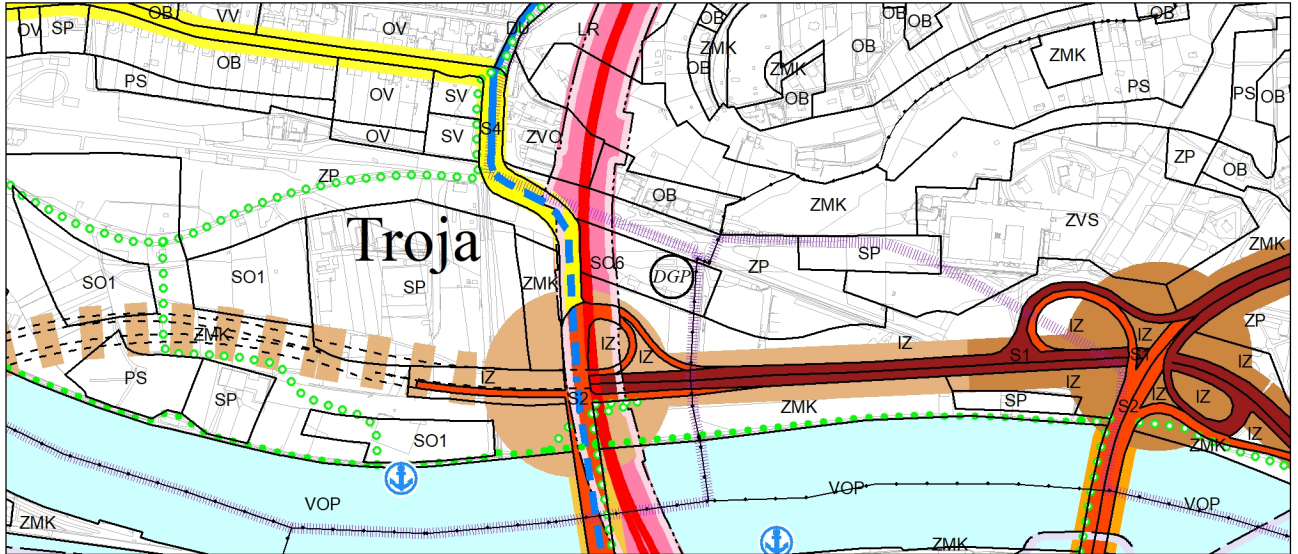 OB
VV
OV
DU
LR
OB
OB
OB
OB
OV
SP
OB
ZMK
OB
ZMK
PS
OV
SV
OB
ZMK
OB
PS
PS
OB
OV
SV
S4
ZVO
ZP
OB
ZMK
ZP
OB
ZVS
Troja
SO1
SO1
SP
ZMK
SO6
DGP
ZP
SP
ZMK
ZMK
IZ
IZ
IZ
IZ
S1
S1
ZP
IZ
PS
SP
IZ
S2
ZMK
SP
IZ
IZ
S2
IZ
IZ
IZ
SO1
ZMK
VOP
VOP
VOP
ZMK
ZMK